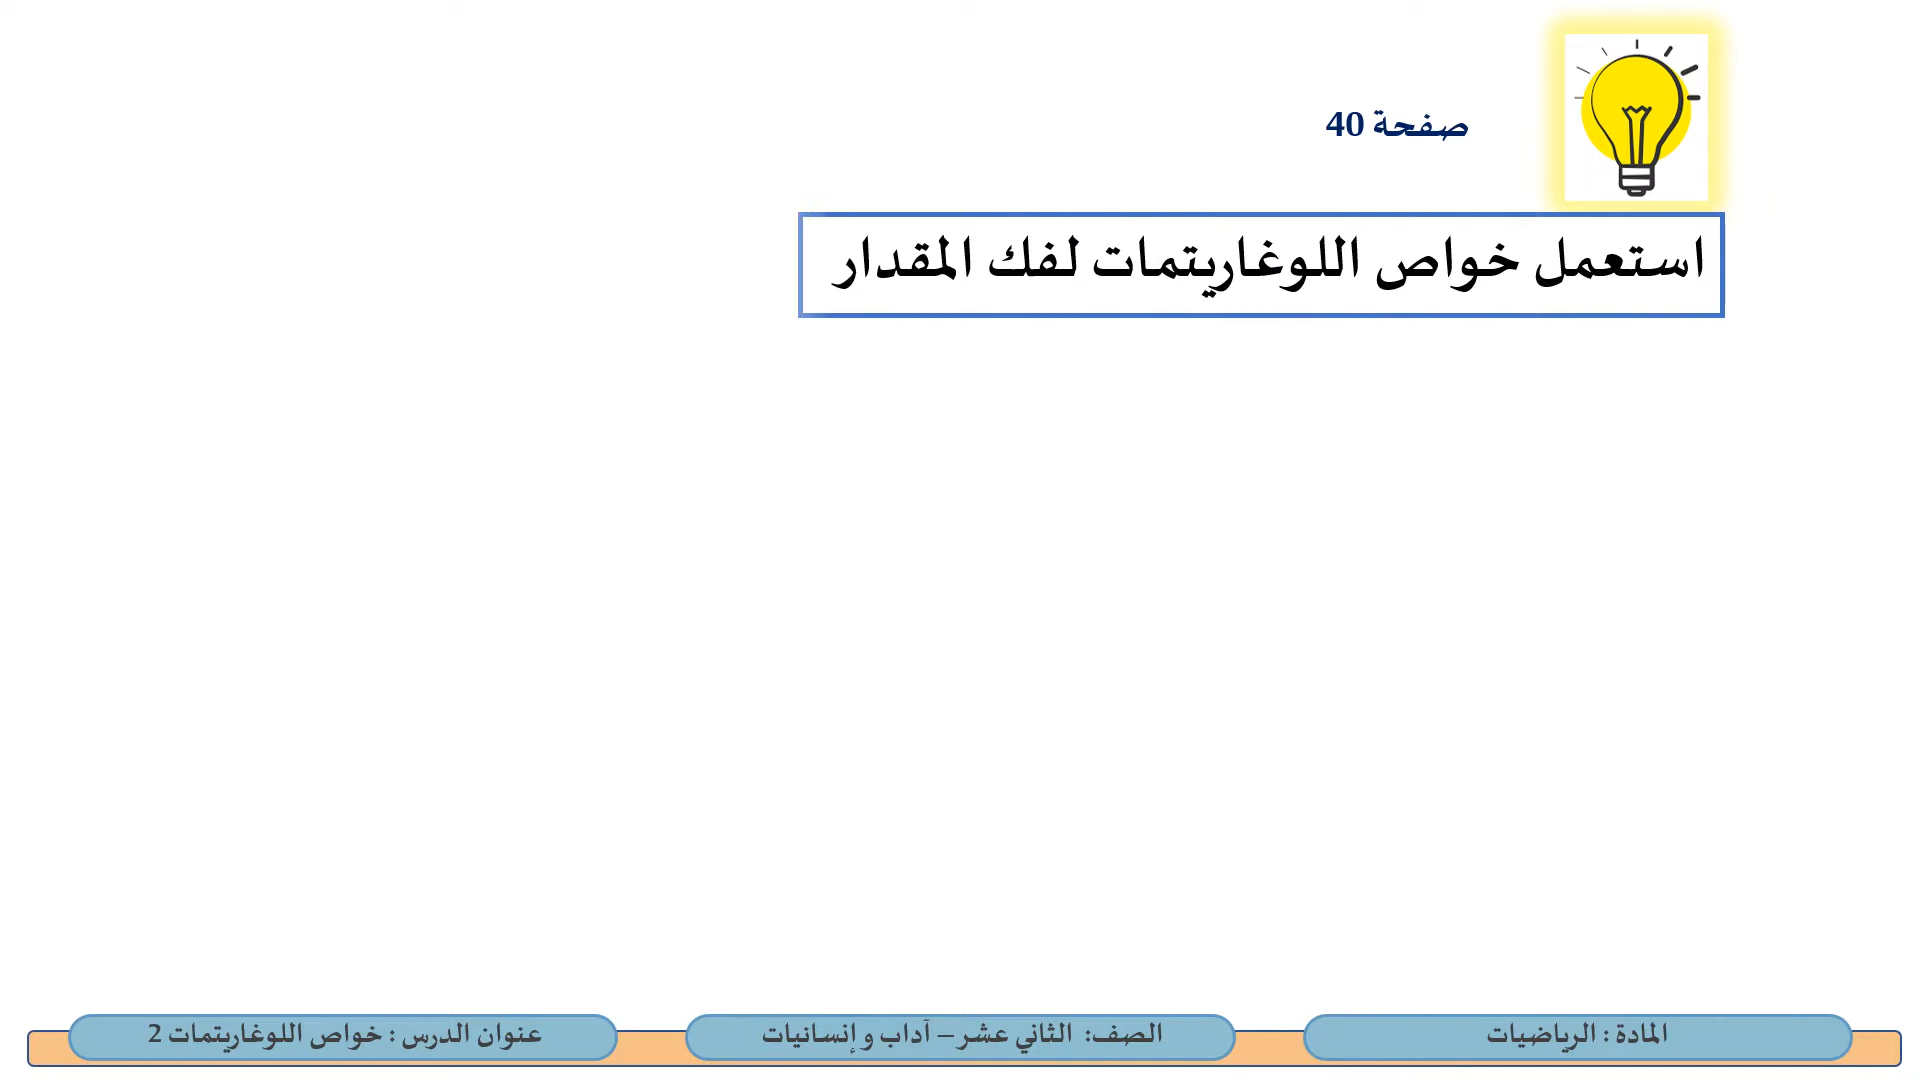 صفحة 40
استعمل خواص اللوغاريتمات لفك المقدار
المادة : الرياضيات
الصف: الثاني عشر – آداب و إنسانيات
عنوان الدرس : خواص اللوغاريتمات 2